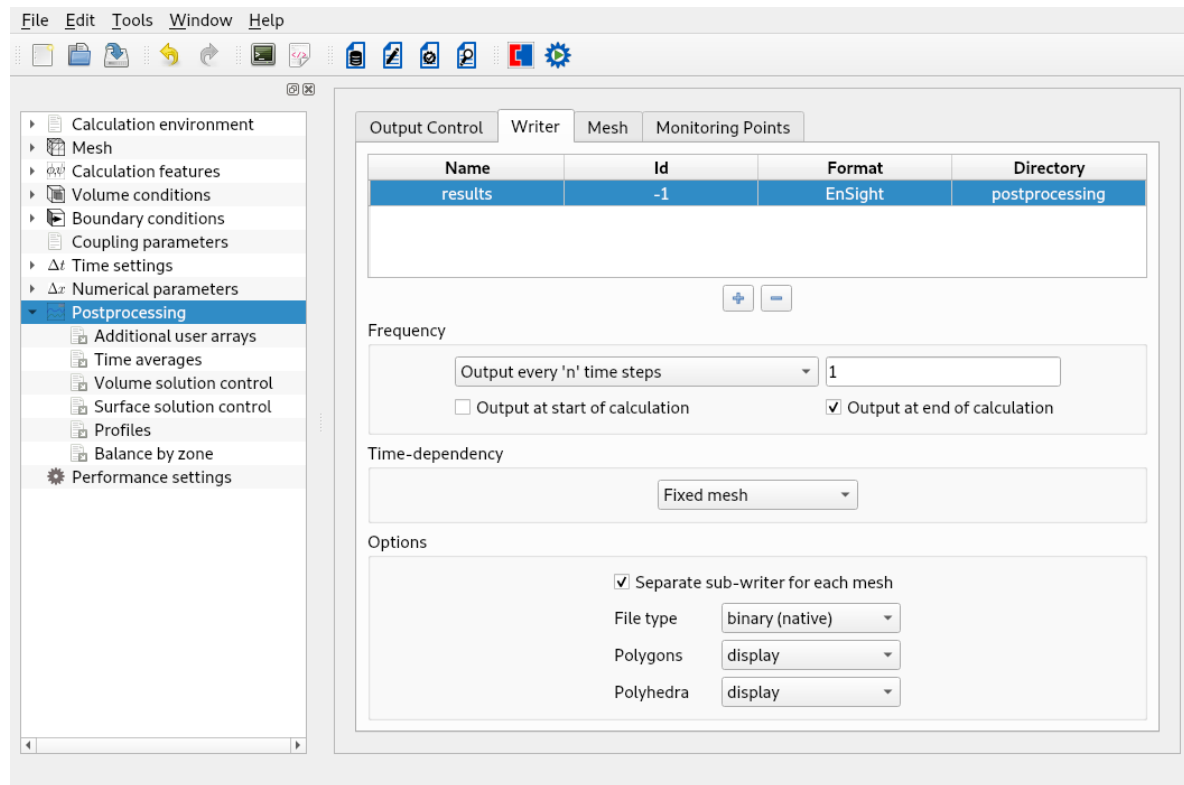 File Edit Tools Window Help
Calculation environment
Mesh
Calculation features
Volume conditions
Boundary conditions
Coupling parameters
Δt Time settings
Δx Numerical parameters
Postprocessing
Additional user arrays
Time averages
Volume solution control
Surface solution control
Profiles
Balance by zone
Performance settings
Output Control Writer Mesh Monitoring Points
Name Id Format Directory
results -1 EnSight postprocessing
Frequency
Output every 'n' time steps 1
Output at start of calculation Output at end of calculation
Time-dependency
Fixed mesh
Options
Separate sub-writer for each mesh
File type binary (native)
Polygons display
Polyhedra display